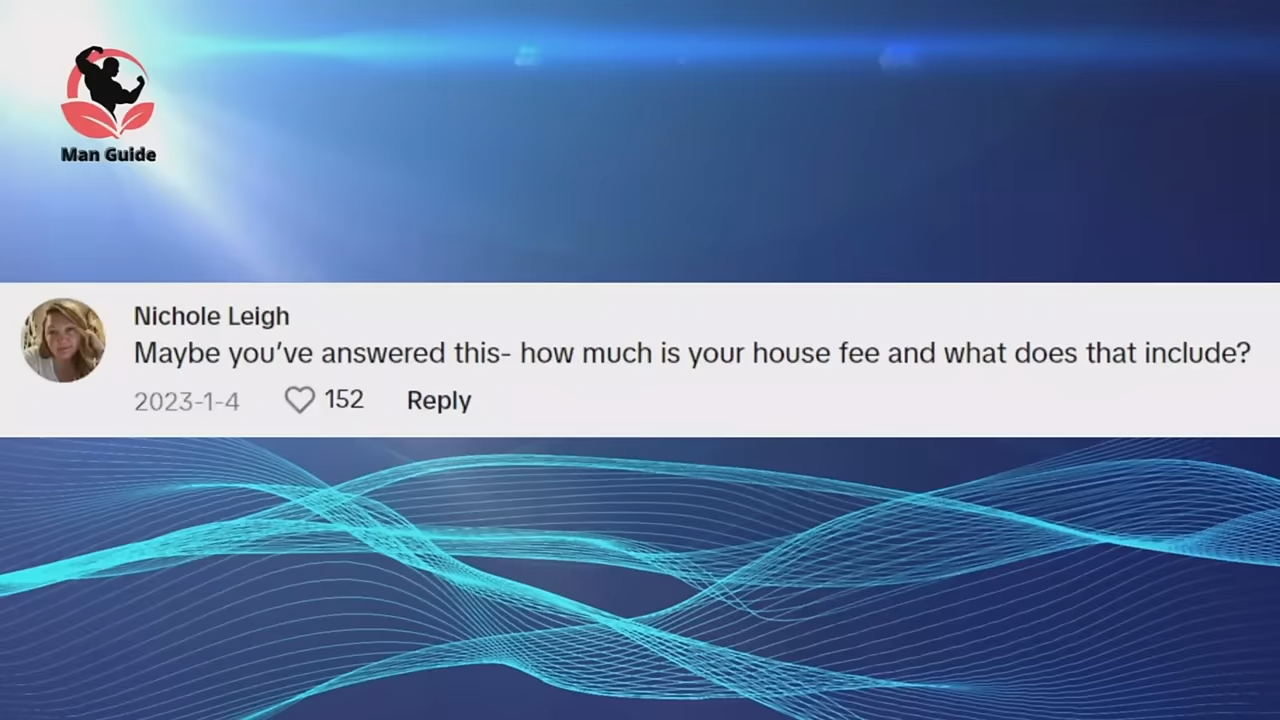 Man Guide
Nichole Leigh
Maybe you’ve answered this- how much is your house fee and what does that include?
2023-1-4 152 Reply